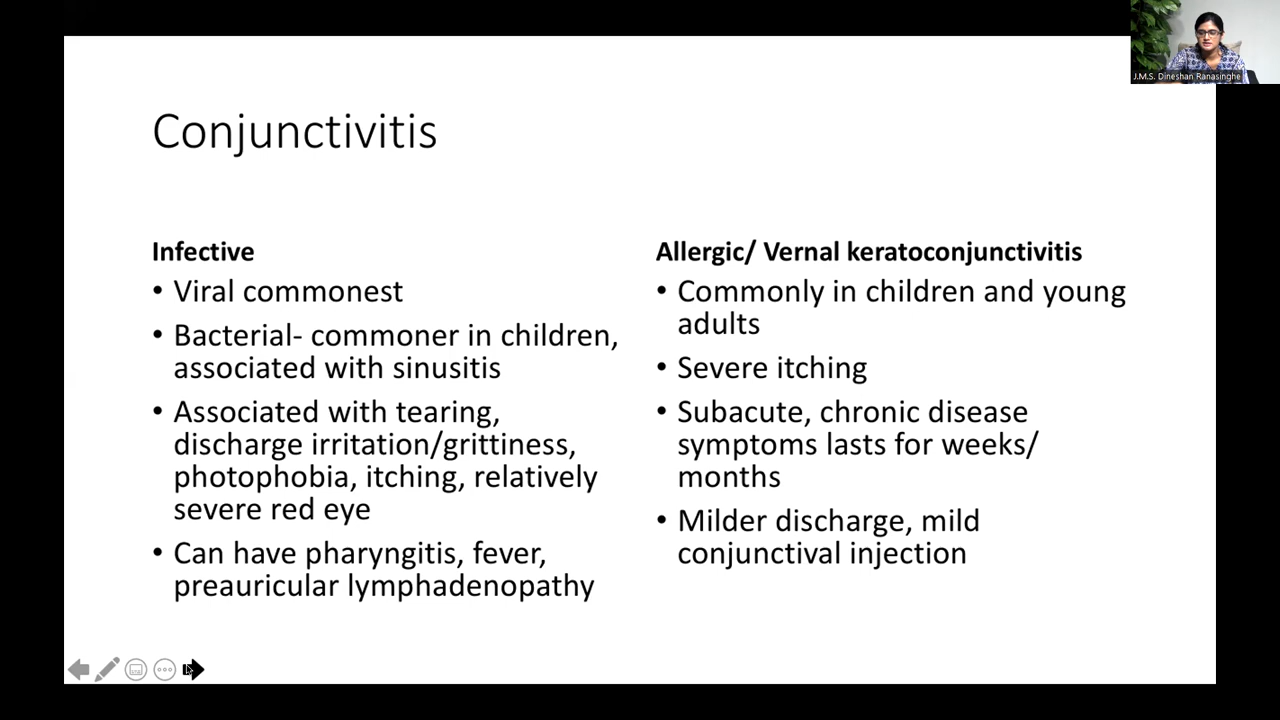 J.M.S. Dineshan Ranasinghe
Conjunctivitis
Infective
• Viral commonest
• Bacterial- commoner in children,
associated with sinusitis
• Associated with tearing,
discharge irritation/grittiness,
photophobia, itching, relatively
severe red eye
• Can have pharyngitis, fever,
preauricular lymphadenopathy
Allergic/ Vernal keratoconjunctivitis
• Commonly in children and young
adults
• Severe itching
• Subacute, chronic disease
symptoms lasts for weeks/
months
• Milder discharge, mild
conjunctival injection